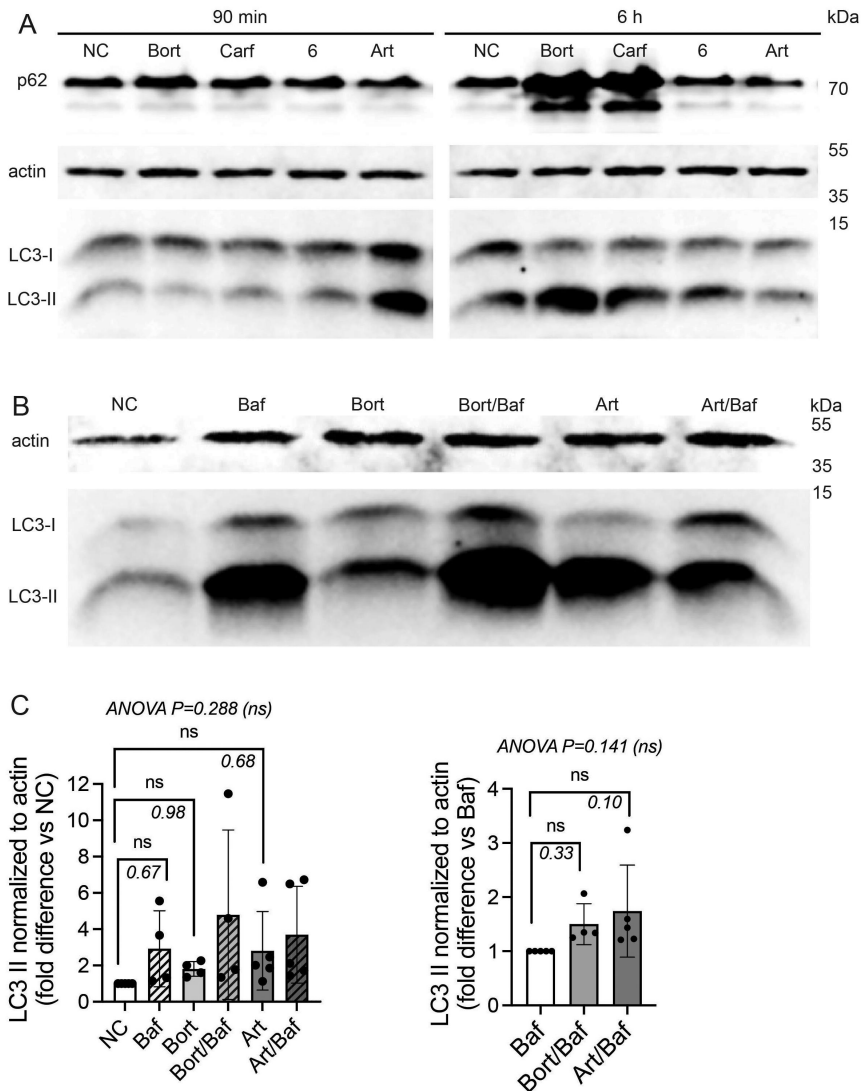 A
90 min
6 h
kDa
NC Bort Carf 6 Art
NC Bort Carf 6 Art
p62
70
actin
55
35
15
LC3-I
LC3-II
B
NC Baf Bort Bort/Baf Art Art/Baf
kDa
actin
55
35
15
LC3-I
LC3-II
C
ANOVA P=0.288 (ns)
ns
0.68
ns
0.98
ns
0.67
LC3 II normalized to actin
(fold difference vs NC)
12
10
8
6
4
2
0
NC Baf Bort Bort/Baf Art Art/Baf
ANOVA P=0.141 (ns)
ns
0.10
ns
0.33
LC3 II normalized to actin
(fold difference vs Baf)
4
3
2
1
0
Baf Bort/Baf Art/Baf